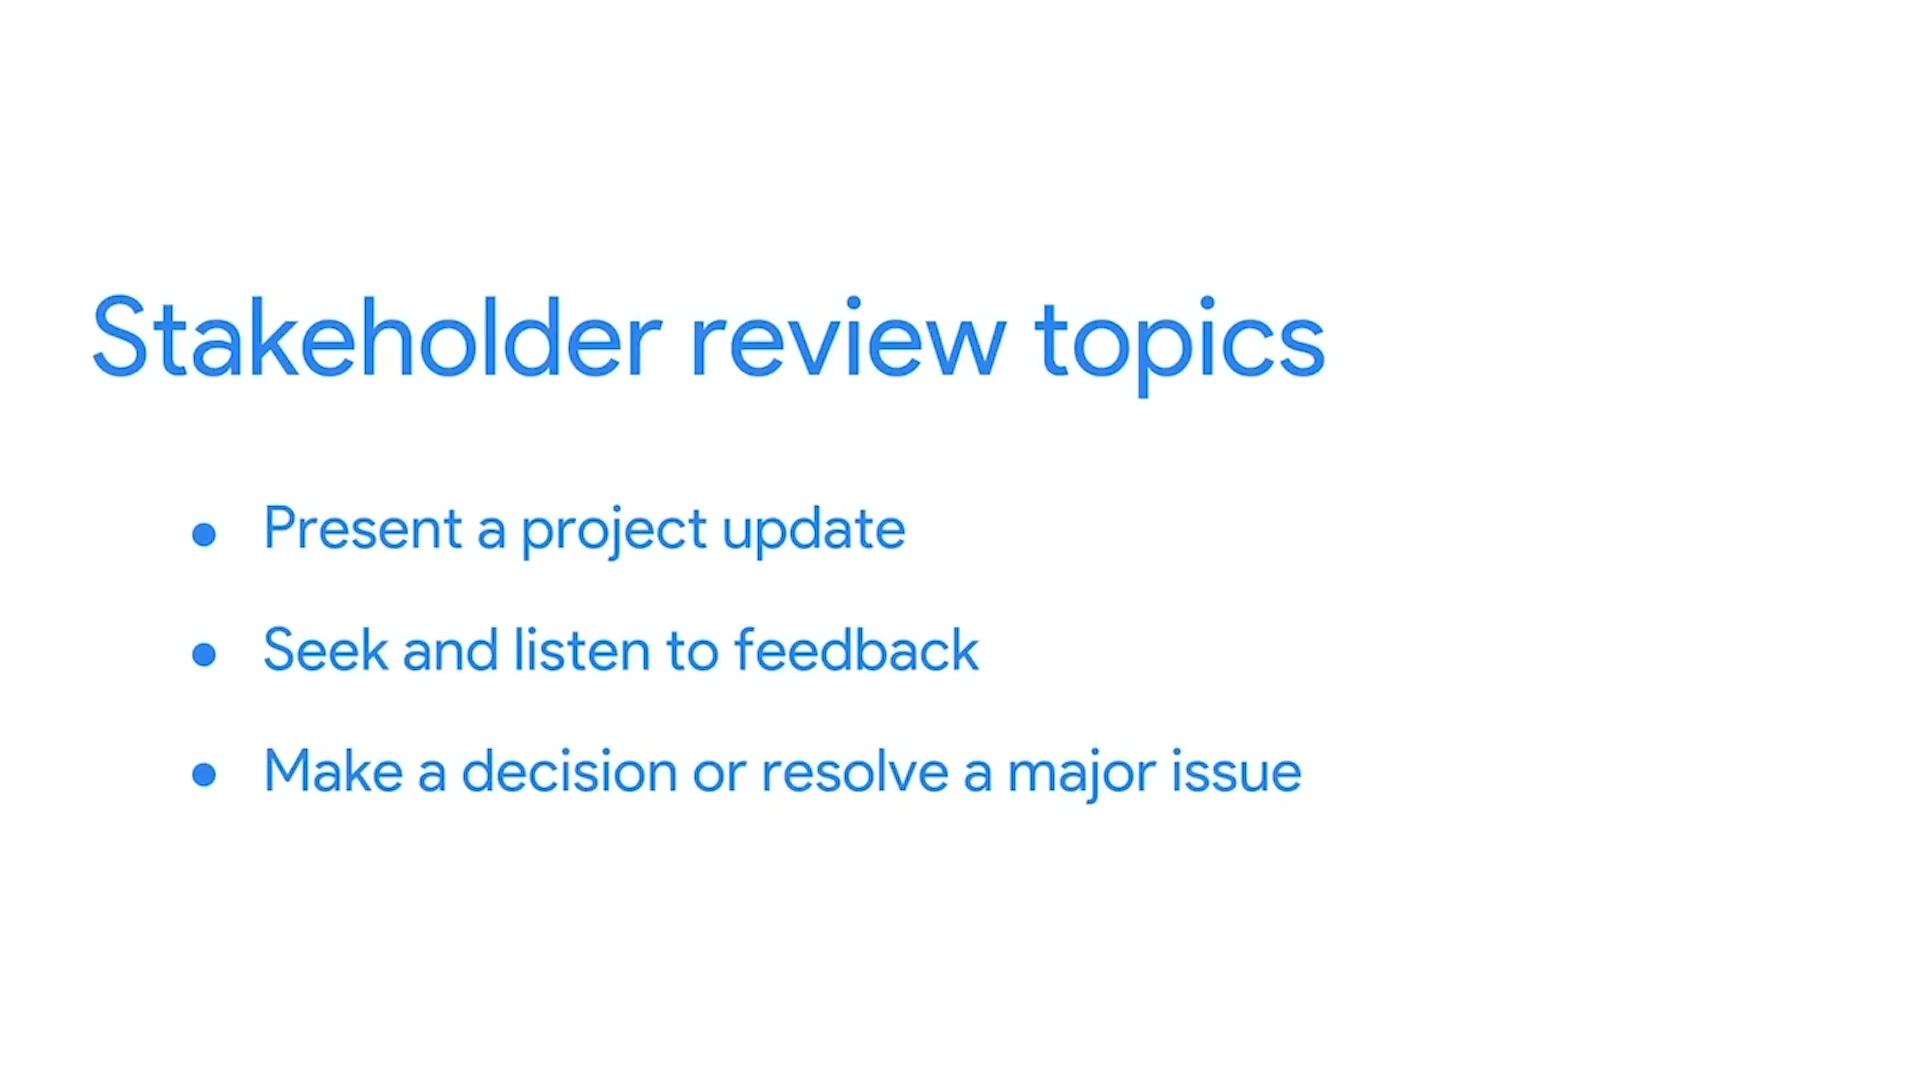 Stakeholder review topics
● Present a project update
● Seek and listen to feedback
● Make a decision or resolve a major issue